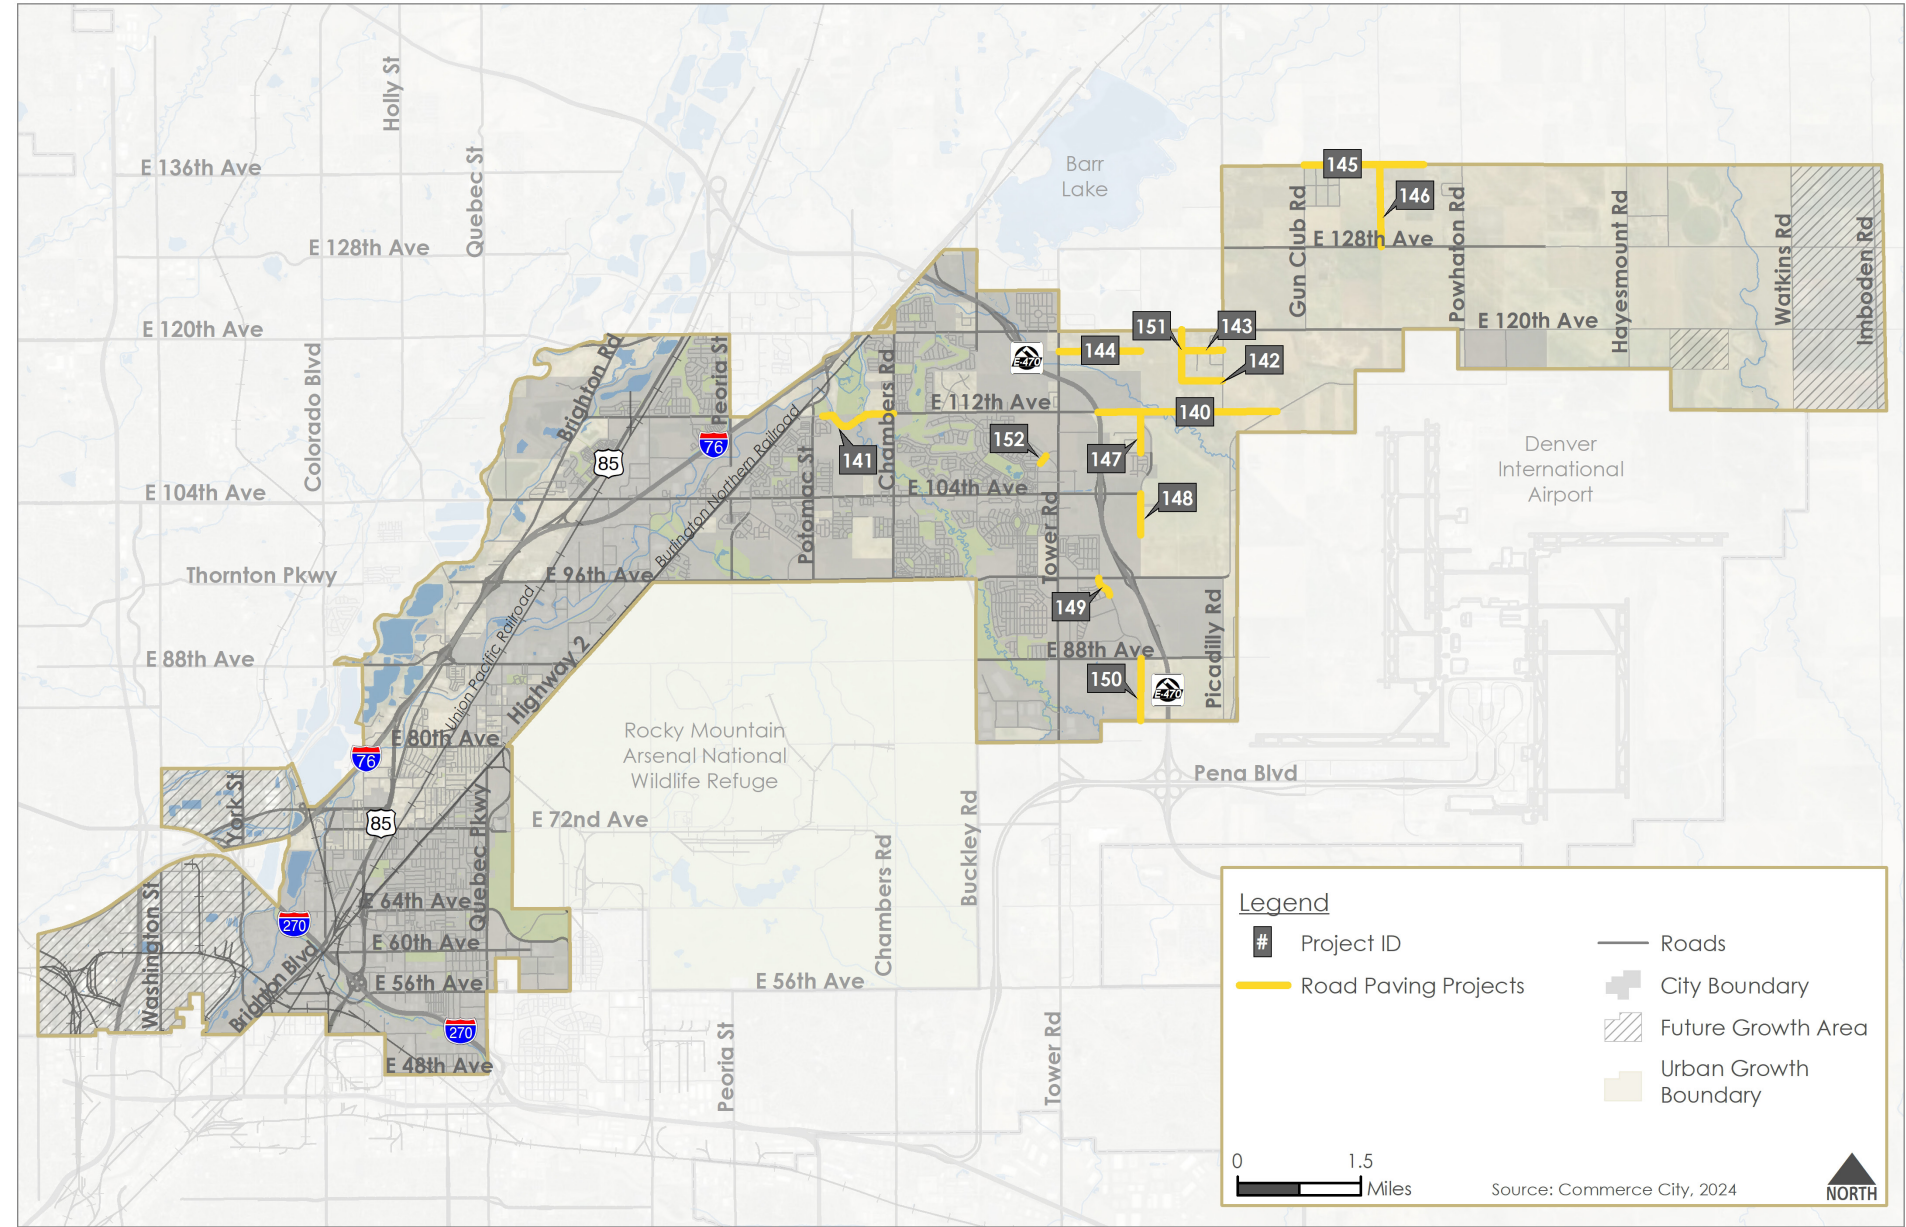 Holly St
Quebec St
E 136th Ave
E 128th Ave
E 120th Ave
Colorado Blvd
E 104th Ave
Thornton Pkwy
E 88th Ave
Barr
Lake
145
146
Gun Club Rd
E 128th Ave
Powhaton Rd
Hayesmount Rd
Watkins Rd
Imboden Rd
E 120th Ave
151
143
142
144
E-470
140
E 112th Ave
152
147
141
148
E 104th Ave
Brighton Rd
Peoria St
Chambers Rd
Potomac St
76
85
Burlington Northern Railroad
Tower Rd
E 96th Ave
149
E 88th Ave
150
E-470
Picadilly Rd
Denver
International
Airport
Union Pacific Railroad
Highway 2
E 80th Ave
76
Rocky Mountain
Arsenal National
Wildlife Refuge
Pena Blvd
York St
85
Quebec Pkwy
E 72nd Ave
Chambers Rd
Buckley Rd
Washington St
270
E 64th Ave
E 60th Ave
E 56th Ave
Brighton Blvd
270
E 48th Ave
E 56th Ave
Peoria St
Tower Rd
Legend
# Project ID
Road Paving Projects
Roads
City Boundary
Future Growth Area
Urban Growth
Boundary
0 1.5
Miles
Source: Commerce City, 2024
NORTH